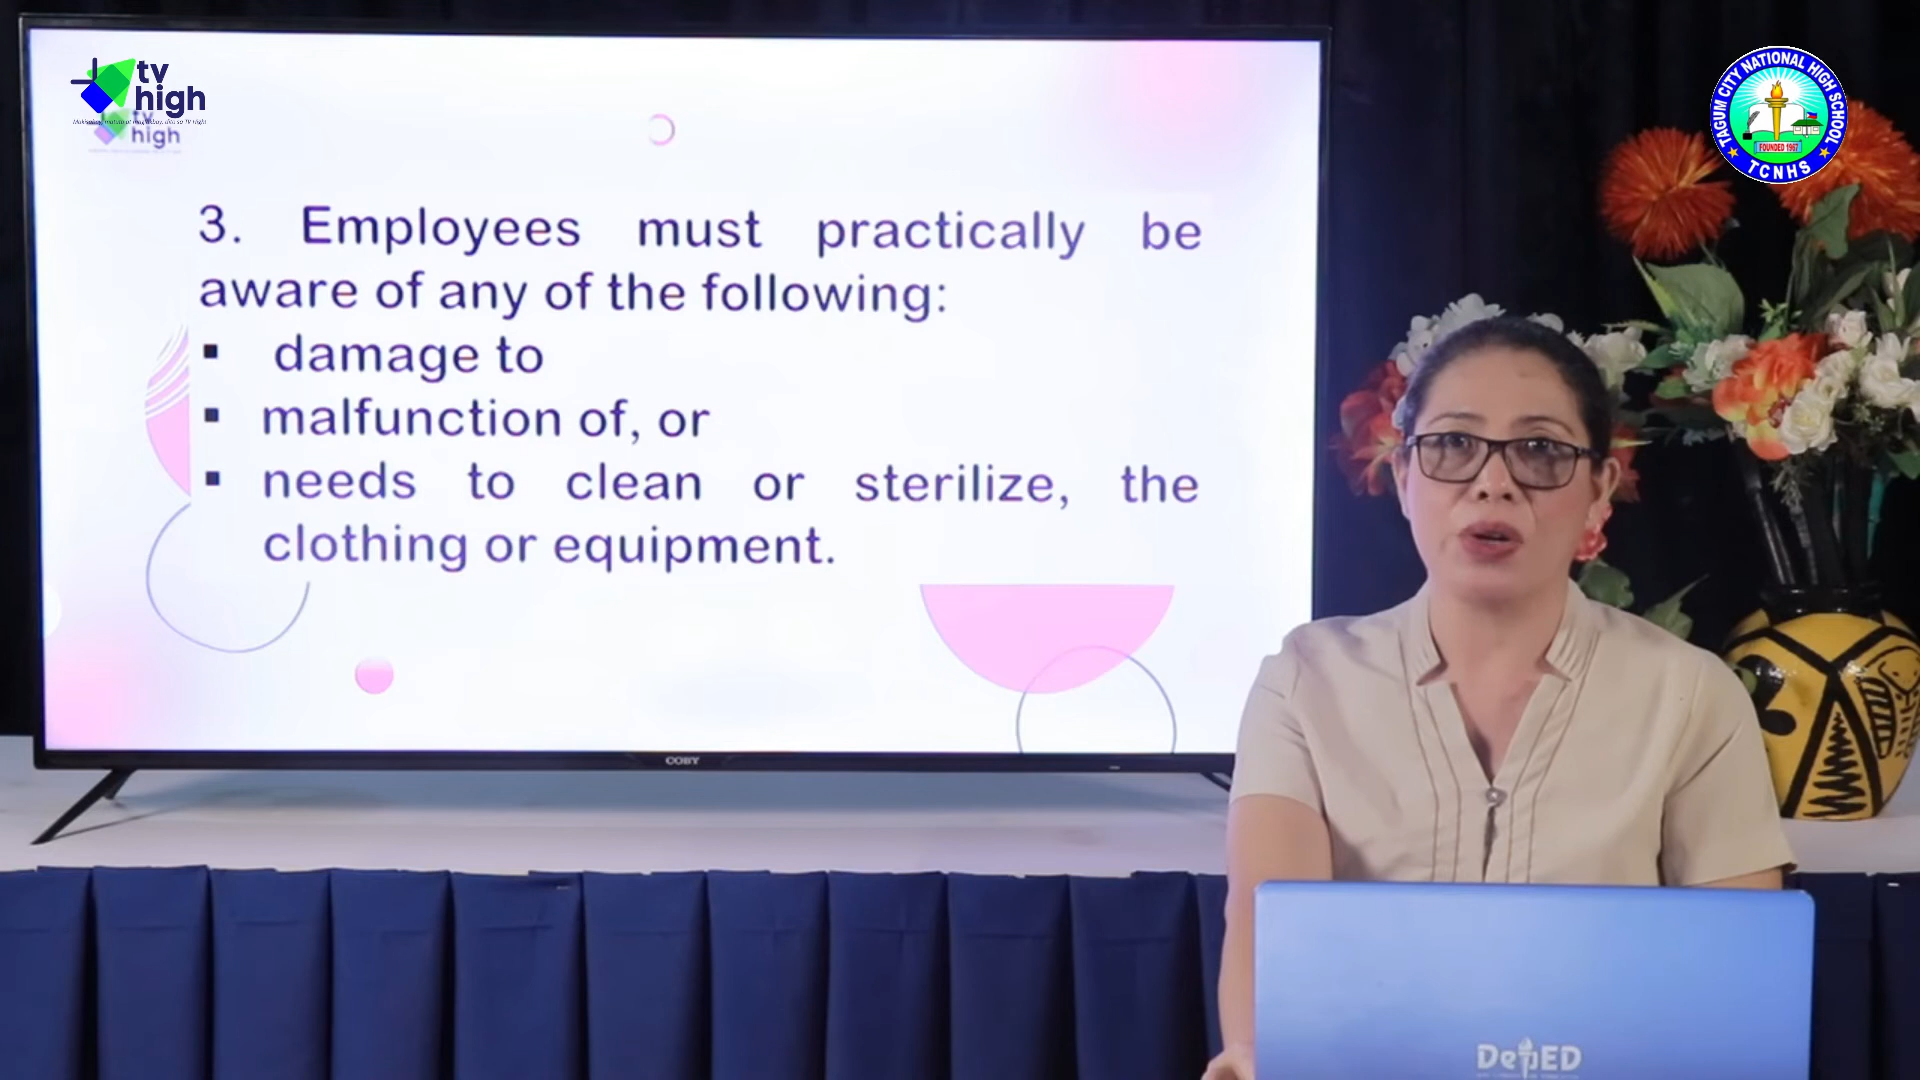 tv
high
tv
high
TAGUM CITY NATIONAL HIGH SCHOOL
FOUNDED 1967
TCNHS
3. Employees must practically be
aware of any of the following:
▪ damage to
▪ malfunction of, or
▪ needs to clean or sterilize, the
clothing or equipment.
COBY
DepED